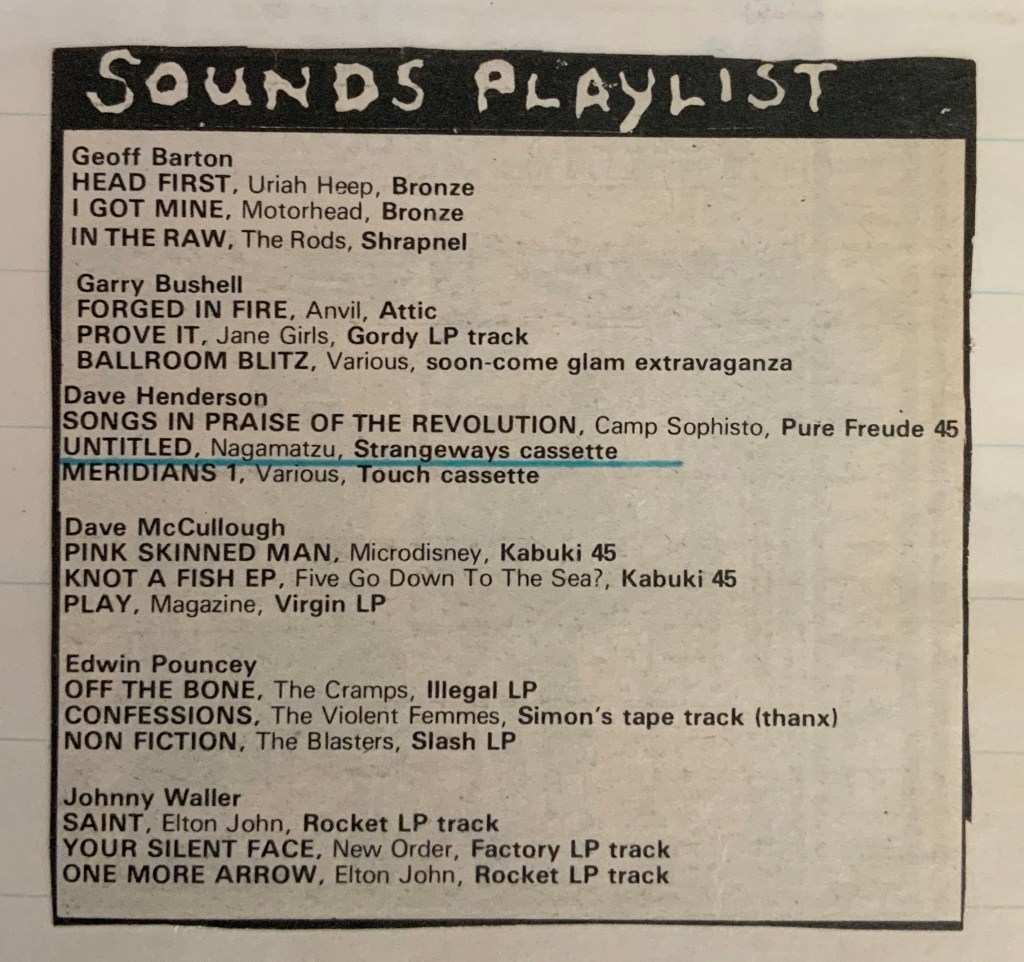 SOUNDS PLAYLIST
Geoff Barton
HEAD FIRST, Uriah Heep, Bronze
I GOT MINE, Motorhead, Bronze
IN THE RAW, The Rods, Shrapnel
Garry Bushell
FORGED IN FIRE, Anvil, Attic
PROVE IT, Jane Girls, Gordy LP track
BALLROOM BLITZ, Various, soon-come glam extravaganza
Dave Henderson
SONGS IN PRAISE OF THE REVOLUTION, Camp Sophisto, Pure Freude 45
UNTITLED, Nagamatzu, Strangeways cassette
MERIDIANS 1, Various, Touch cassette
Dave McCullough
PINK SKINNED MAN, Microdisney, Kabuki 45
KNOT A FISH EP, Five Go Down To The Sea?, Kabuki 45
PLAY, Magazine, Virgin LP
Edwin Pouncey
OFF THE BONE, The Cramps, Illegal LP
CONFESSIONS, The Violent Femmes, Simon's tape track (thanx)
NON FICTION, The Blasters, Slash LP
Johnny Waller
SAINT, Elton John, Rocket LP track
YOUR SILENT FACE, New Order, Factory LP track
ONE MORE ARROW, Elton John, Rocket LP track